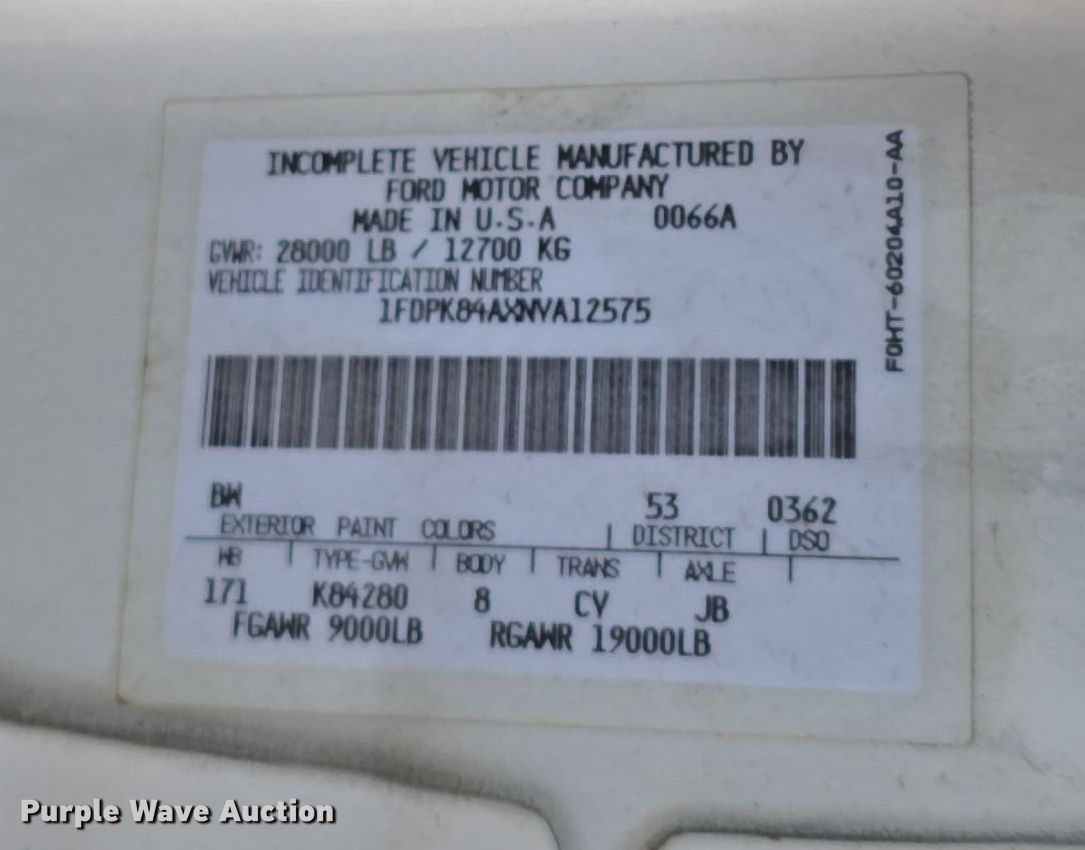 INCOMPLETE VEHICLE MANUFACTURED BY
FORD MOTOR COMPANY
MADE IN U.S.A 0066A
GVWR: 28000 LB / 12700 KG
VEHICLE IDENTIFICATION NUMBER
1FDPK84AXNVA12575
F0HT-60204A10-AA
BW 53 0362
EXTERIOR PAINT COLORS DISTRICT DSO
WB TYPE-GVW BODY TRANS AXLE
171 K84280 8 CY JB
FGAWR 9000LB RGAWR 19000LB
Purple Wave Auction